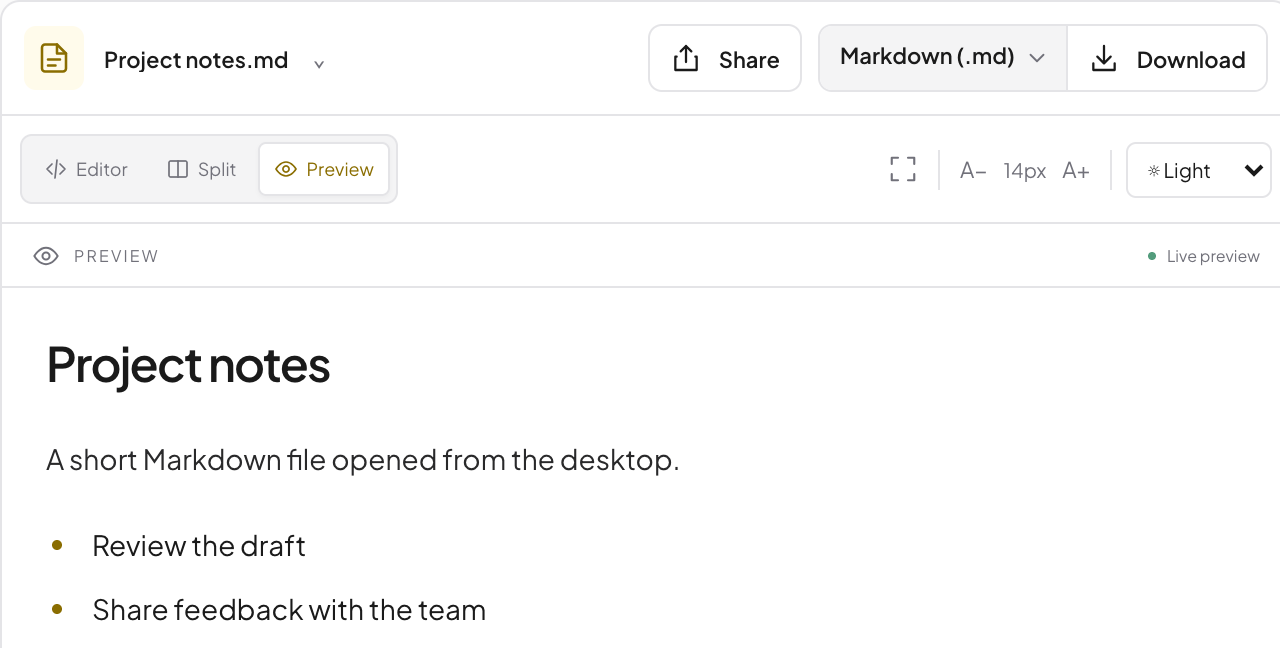 Project notes.md
Share
Markdown (.md)
Download
Editor
Split
Preview
A−
14px
A+
Light
PREVIEW
Live preview
Project notes
A short Markdown file opened from the desktop.
Review the draft
Share feedback with the team